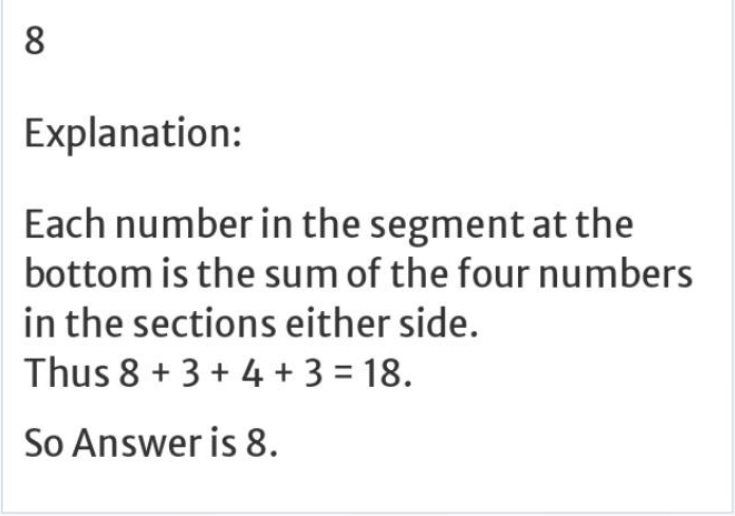 8
Explanation:
Each number in the segment at the
bottom is the sum of the four numbers
in the sections either side.
Thus 8 + 3 + 4 + 3 = 18.
So Answer is 8.